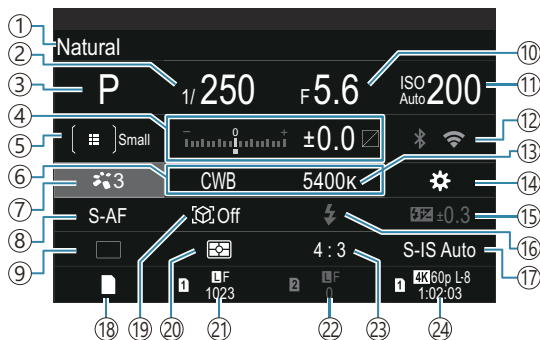 ① Natural
② ⑩
③ P 1/250 F5.6 ISO Auto 200 ⑪
④ − 0 + ±0.0
⑤ Small ⑫
⑥ CWB 5400K ⑬
⑦ 3 ⑭
⑧ S-AF Off ±0.3 ⑮
⑨ 4:3 S-IS Auto ⑯
⑰
1 LF 1023 2 LF 0 1 4K 60p L-8 1:02:03
⑱ ⑲ ⑳ ㉑ ㉒ ㉓ ㉔